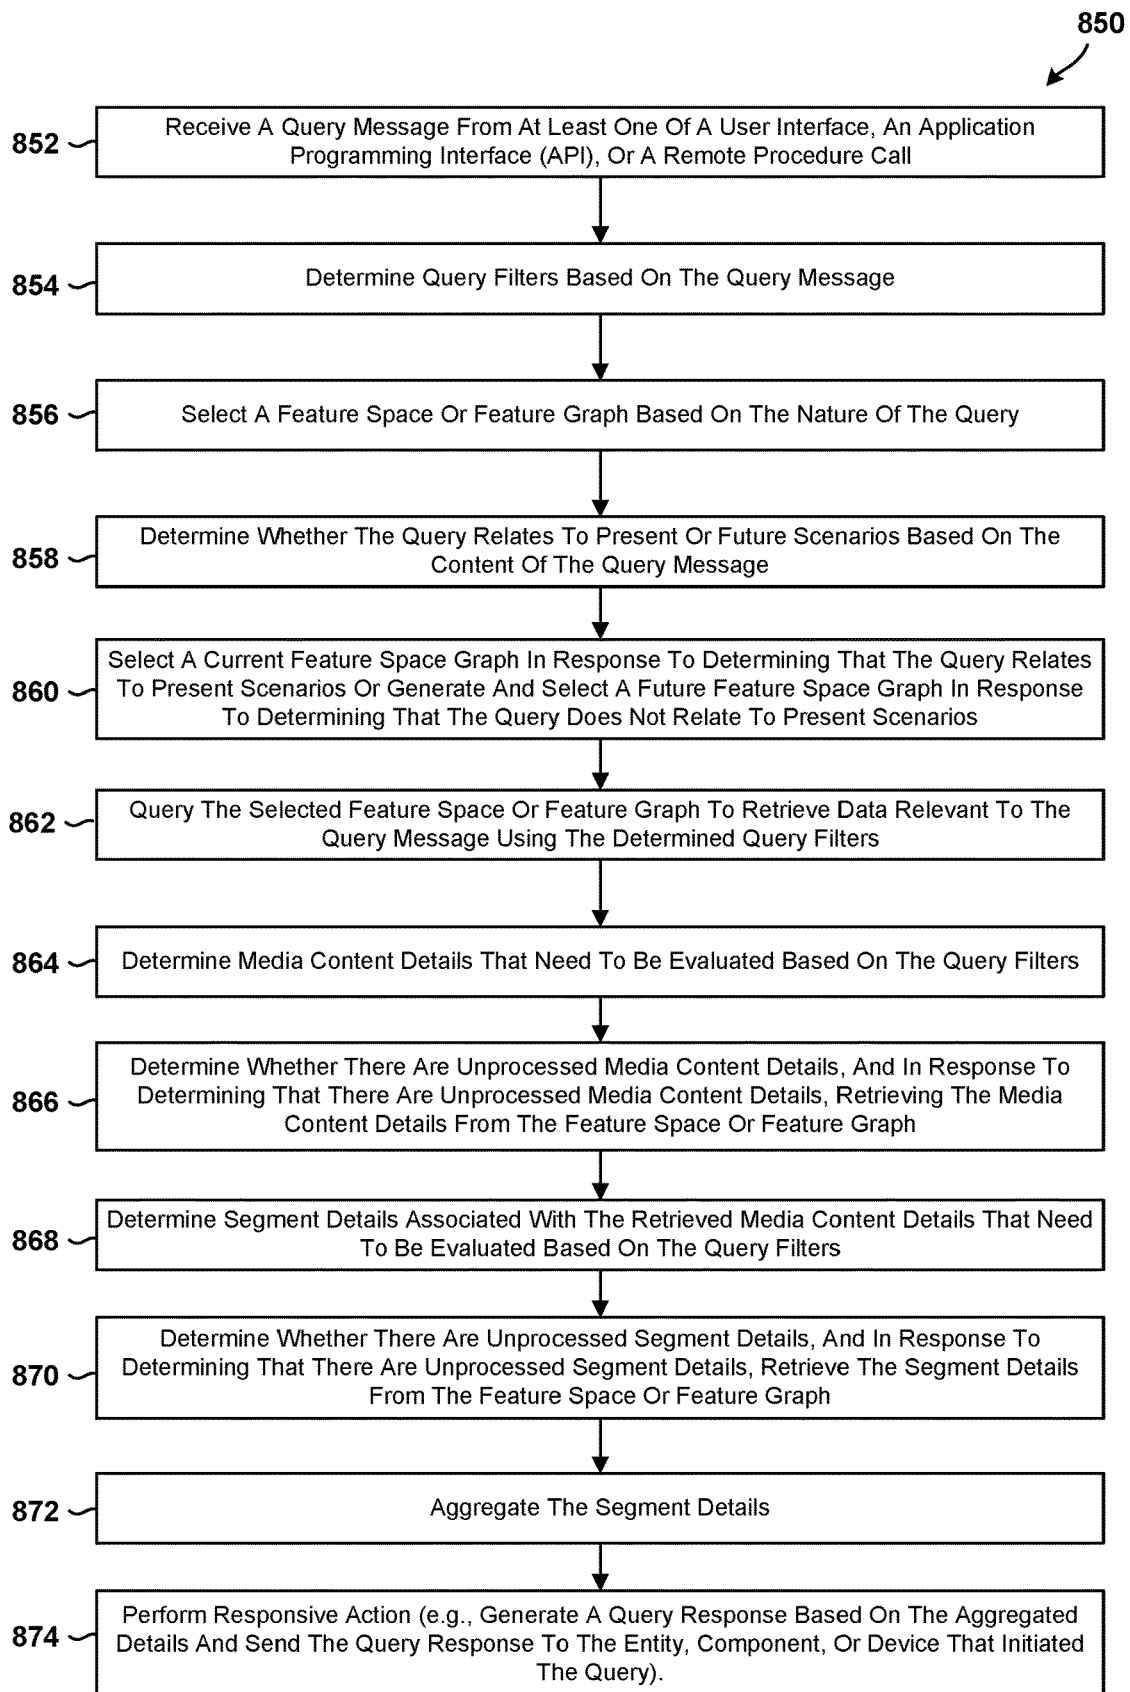 850
852
Receive A Query Message From At Least One Of A User Interface, An Application
Programming Interface (API), Or A Remote Procedure Call
854
Determine Query Filters Based On The Query Message
856
Select A Feature Space Or Feature Graph Based On The Nature Of The Query
858
Determine Whether The Query Relates To Present Or Future Scenarios Based On The
Content Of The Query Message
860
Select A Current Feature Space Graph In Response To Determining That The Query Relates
To Present Scenarios Or Generate And Select A Future Feature Space Graph In Response
To Determining That The Query Does Not Relate To Present Scenarios
862
Query The Selected Feature Space Or Feature Graph To Retrieve Data Relevant To The
Query Message Using The Determined Query Filters
864
Determine Media Content Details That Need To Be Evaluated Based On The Query Filters
866
Determine Whether There Are Unprocessed Media Content Details, And In Response To
Determining That There Are Unprocessed Media Content Details, Retrieving The Media
Content Details From The Feature Space Or Feature Graph
868
Determine Segment Details Associated With The Retrieved Media Content Details That Need
To Be Evaluated Based On The Query Filters
870
Determine Whether There Are Unprocessed Segment Details, And In Response To
Determining That There Are Unprocessed Segment Details, Retrieve The Segment Details
From The Feature Space Or Feature Graph
872
Aggregate The Segment Details
874
Perform Responsive Action (e.g., Generate A Query Response Based On The Aggregated
Details And Send The Query Response To The Entity, Component, Or Device That Initiated
The Query).